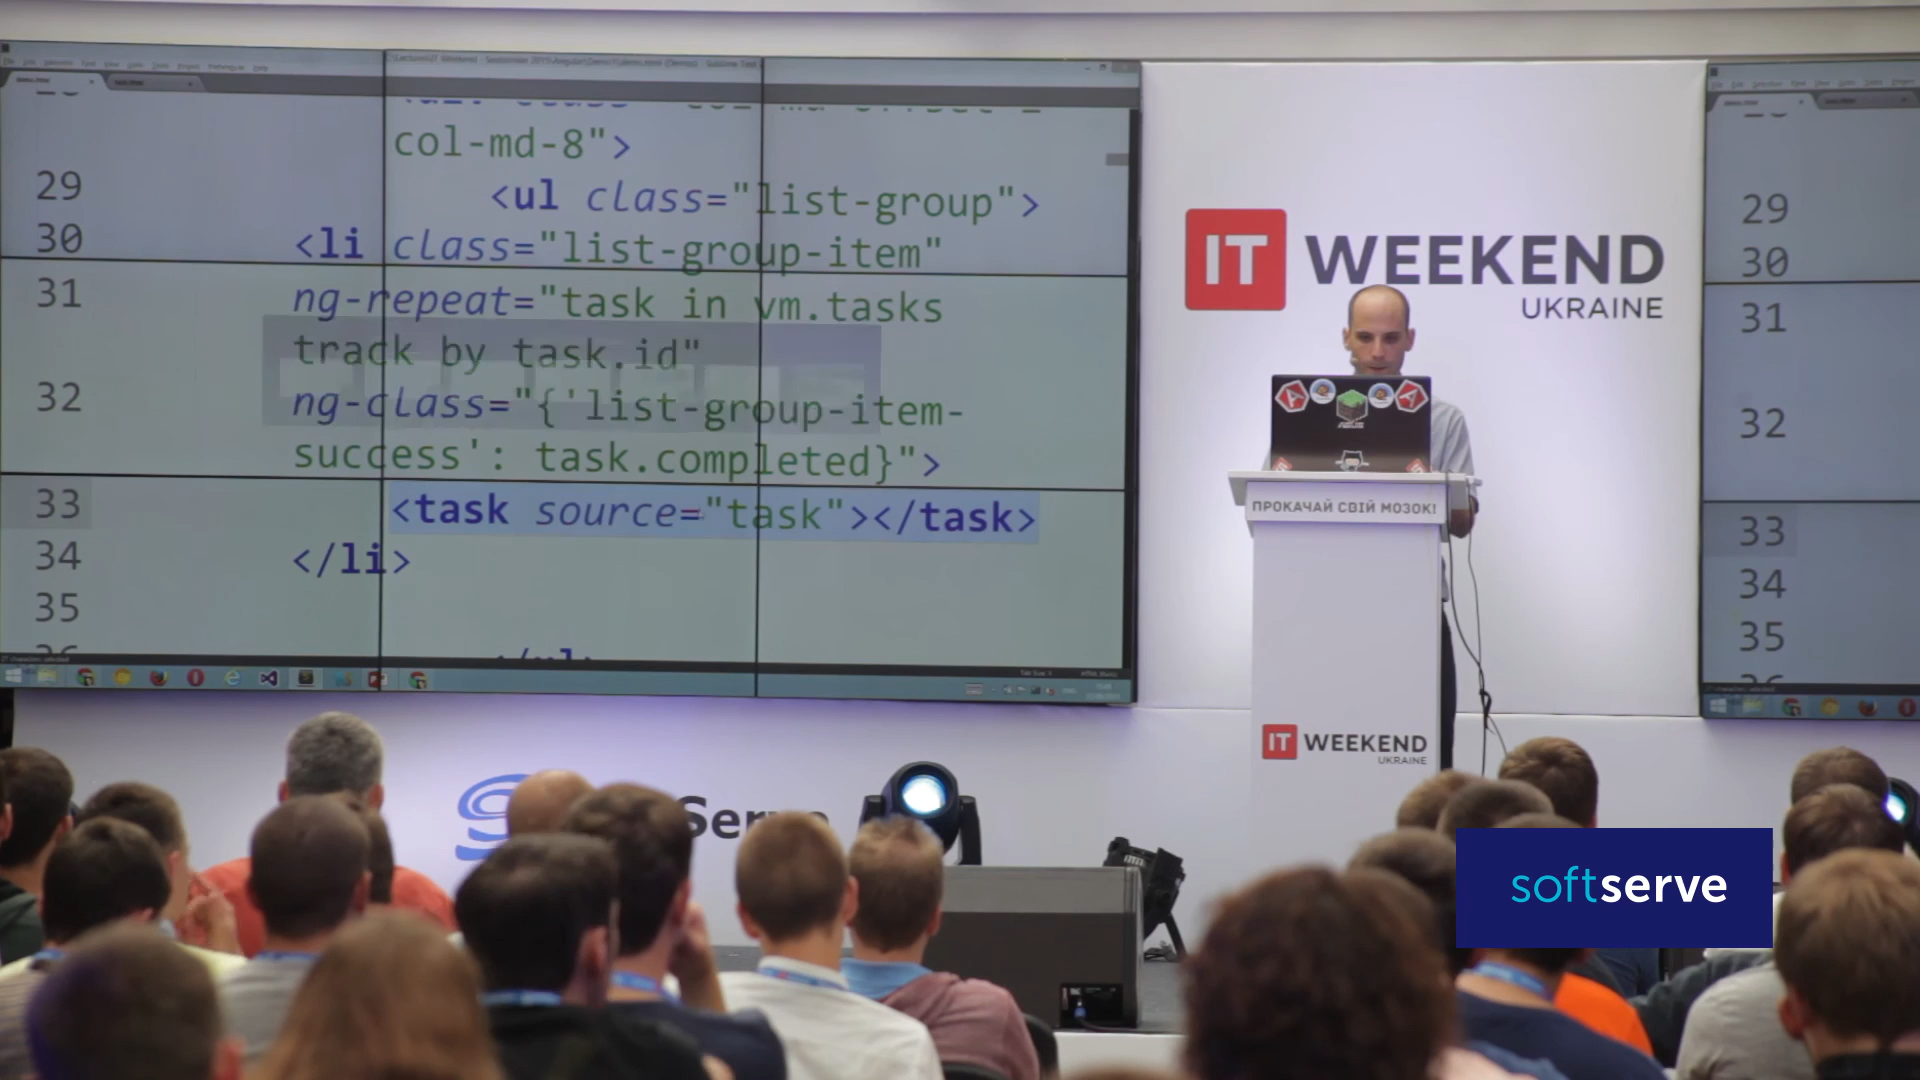 col-md-8">
29 <ul class="list-group">
30 <li class="list-group-item"
31 ng-repeat="task in vm.tasks
track by task.id"
32 ng-class="{'list-group-item-
success': task.completed}">
33 <task source="task"></task>
34 </li>
35
IT WEEKEND
UKRAINE
ПРОКАЧАЙ СВІЙ МОЗОК!
IT WEEKEND
UKRAINE
29
30
31
32
33
34
35
Serve
softserve